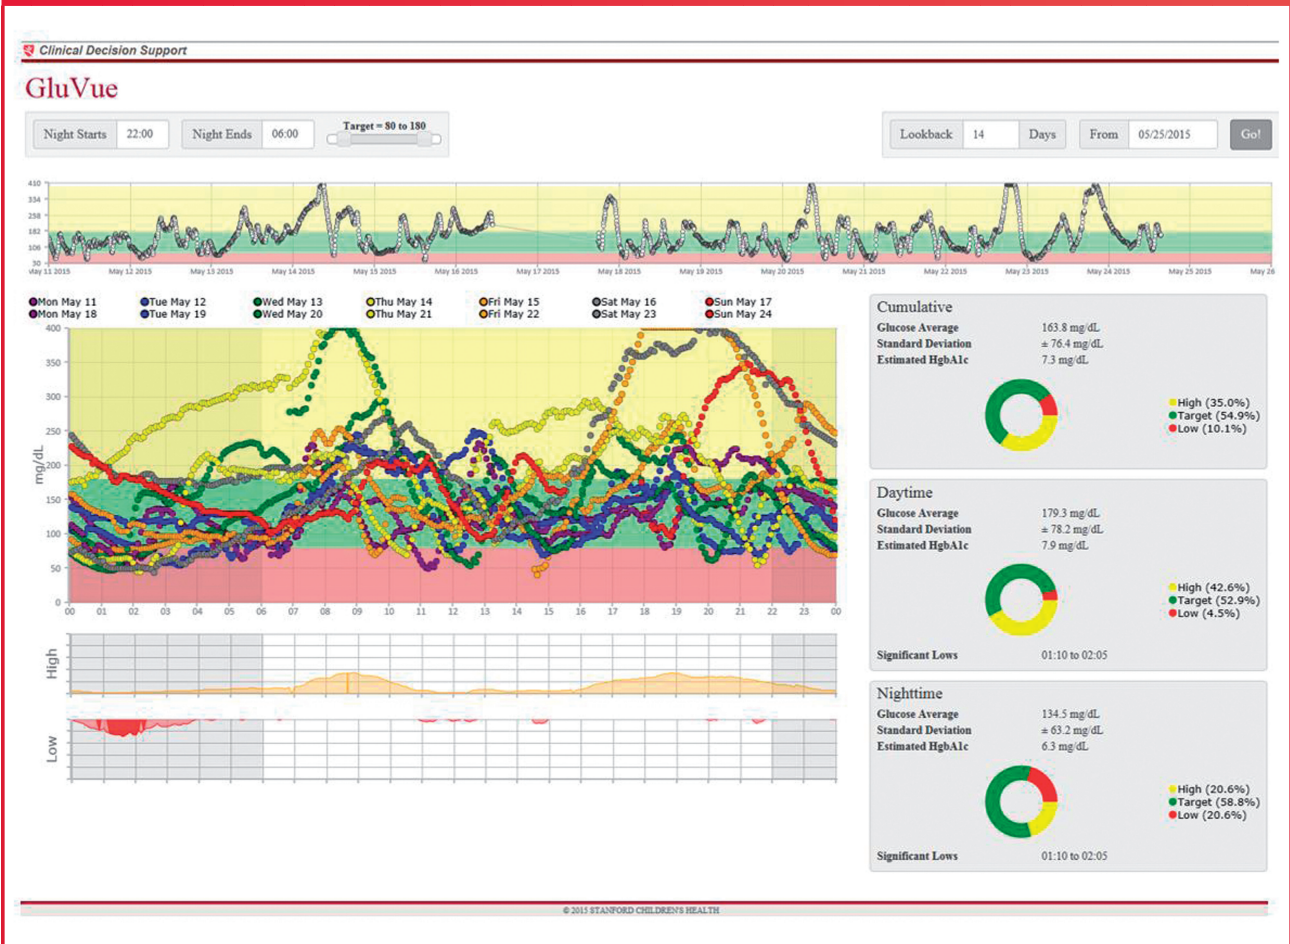 Clinical Decision Support
GluVue
Night Starts 22:00 Night Ends 06:00 Target = 80 to 180 Lookback 14 Days From 05/25/2015 Go!
410
334
258
182
106
30
May 11 2015 May 12 2015 May 13 2015 May 14 2015 May 15 2015 May 16 2015 May 17 2015 May 18 2015 May 19 2015 May 20 2015 May 21 2015 May 22 2015 May 23 2015 May 24 2015 May 25 2015 May 26
Mon May 11 Tue May 12 Wed May 13 Thu May 14 Fri May 15 Sat May 16 Sun May 17
Mon May 18 Tue May 19 Wed May 20 Thu May 21 Fri May 22 Sat May 23 Sun May 24
mg/dL
400
350
300
250
200
150
100
50
0
00 01 02 03 04 05 06 07 08 09 10 11 12 13 14 15 16 17 18 19 20 21 22 23 00
High
Low
Cumulative
Glucose Average 163.8 mg/dL
Standard Deviation ± 76.4 mg/dL
Estimated HgbA1c 7.3 mg/dL
High (35.0%)
Target (54.9%)
Low (10.1%)
Daytime
Glucose Average 179.3 mg/dL
Standard Deviation ± 78.2 mg/dL
Estimated HgbA1c 7.9 mg/dL
High (42.6%)
Target (52.9%)
Low (4.5%)
Significant Lows 01:10 to 02:05
Nighttime
Glucose Average 134.5 mg/dL
Standard Deviation ± 63.2 mg/dL
Estimated HgbA1c 6.3 mg/dL
High (20.6%)
Target (58.8%)
Low (20.6%)
Significant Lows 01:10 to 02:05
© 2015 STANFORD CHILDREN'S HEALTH